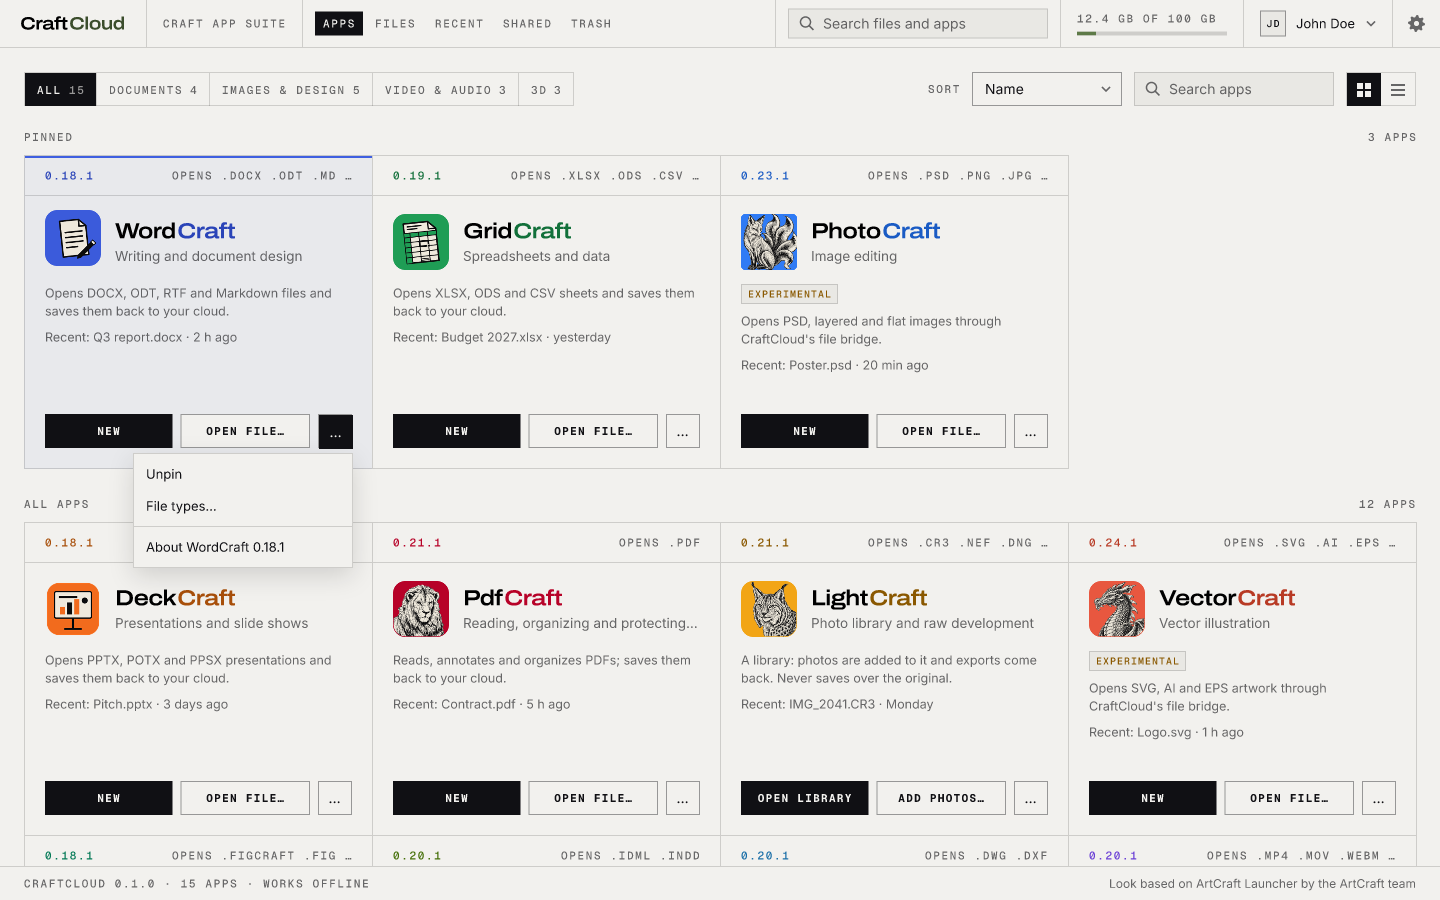 CraftCloud
CRAFT APP SUITE
APPS FILES RECENT SHARED TRASH
Search files and apps
12.4 GB OF 100 GB
JD John Doe
ALL 15 DOCUMENTS 4 IMAGES & DESIGN 5 VIDEO & AUDIO 3 3D 3
SORT Name
Search apps
PINNED 3 APPS
0.18.1 OPENS .DOCX .ODT .MD …
WordCraft
Writing and document design
Opens DOCX, ODT, RTF and Markdown files and
saves them back to your cloud.
Recent: Q3 report.docx · 2 h ago
NEW OPEN FILE… …
0.19.1 OPENS .XLSX .ODS .CSV …
GridCraft
Spreadsheets and data
Opens XLSX, ODS and CSV sheets and saves them
back to your cloud.
Recent: Budget 2027.xlsx · yesterday
NEW OPEN FILE… …
0.23.1 OPENS .PSD .PNG .JPG …
PhotoCraft
Image editing
EXPERIMENTAL
Opens PSD, layered and flat images through
CraftCloud's file bridge.
Recent: Poster.psd · 20 min ago
NEW OPEN FILE… …
Unpin
File types…
About WordCraft 0.18.1
ALL APPS 12 APPS
0.18.1
DeckCraft
Presentations and slide shows
Opens PPTX, POTX and PPSX presentations and
saves them back to your cloud.
Recent: Pitch.pptx · 3 days ago
NEW OPEN FILE… …
0.21.1 OPENS .PDF
PdfCraft
Reading, organizing and protecting…
Reads, annotates and organizes PDFs; saves them
back to your cloud.
Recent: Contract.pdf · 5 h ago
NEW OPEN FILE… …
0.21.1 OPENS .CR3 .NEF .DNG …
LightCraft
Photo library and raw development
A library: photos are added to it and exports come
back. Never saves over the original.
Recent: IMG_2041.CR3 · Monday
OPEN LIBRARY ADD PHOTOS… …
0.24.1 OPENS .SVG .AI .EPS …
VectorCraft
Vector illustration
EXPERIMENTAL
Opens SVG, AI and EPS artwork through
CraftCloud's file bridge.
Recent: Logo.svg · 1 h ago
NEW OPEN FILE… …
0.18.1 OPENS .FIGCRAFT .FIG …
0.20.1 OPENS .IDML .INDD
0.20.1 OPENS .DWG .DXF
0.20.1 OPENS .MP4 .MOV .WEBM …
CRAFTCLOUD 0.1.0 · 15 APPS · WORKS OFFLINE
Look based on ArtCraft Launcher by the ArtCraft team